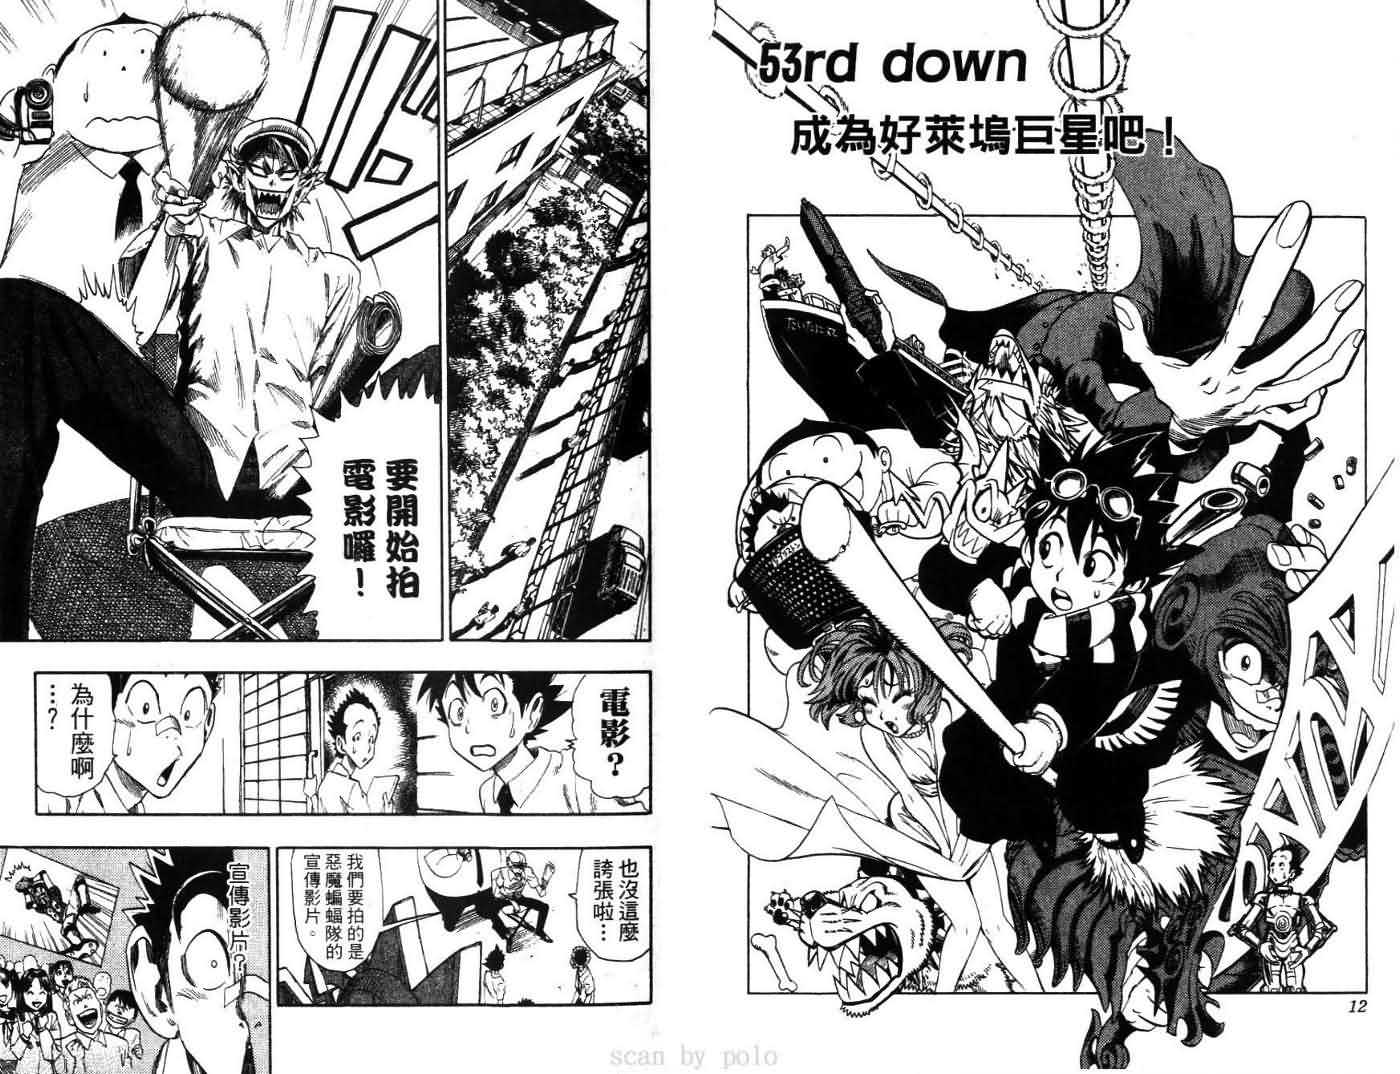 53rd down
成為好萊塢巨星吧！
12
要開始拍
電影囉！
電影？
為什麼啊
…？
也沒這麼
誇張啦…
我們要拍的是
惡魔蝙蝠隊的
宣傳影片。
宣傳影片？
scan by polo